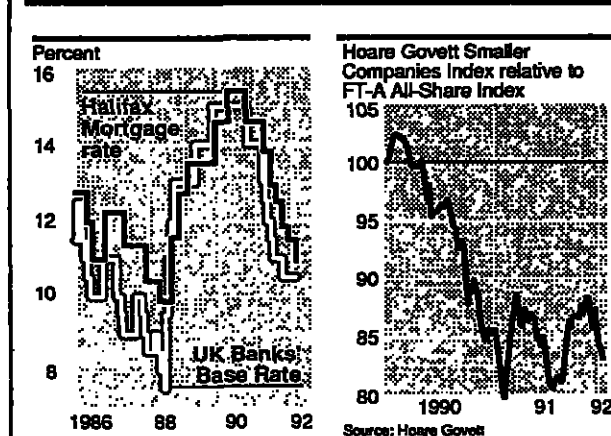 Percent
16
14
12
10
8
Halifax
Mortgage
rate
UK Banks'
Base Rate
1986 88 90 92
Hoare Govett Smaller
Companies Index relative to
FT-A All-Share Index
105
100
95
90
85
80
1990 91 92
Source: Hoare Govett